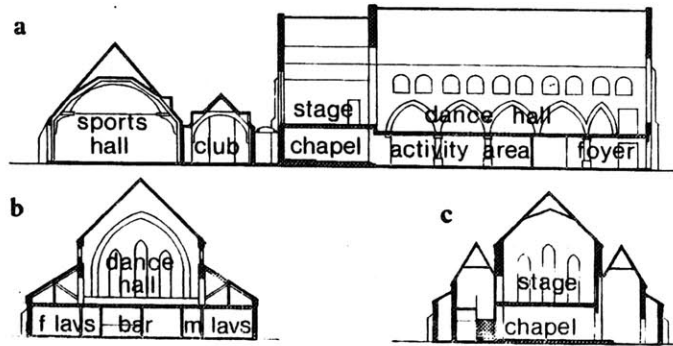 a
stage
dance hall
sports hall
club
chapel
activity area
foyer
b
dance hall
f lavs
bar
m lavs
c
stage
chapel